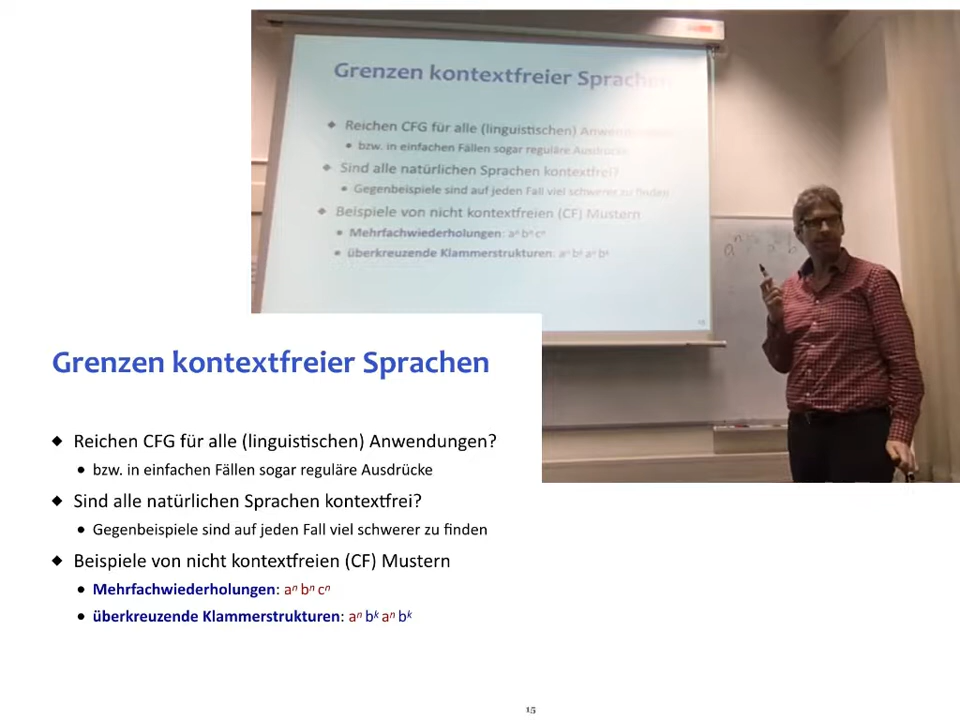 Grenzen kontextfreier Sprachen
◆ Reichen CFG für alle (linguistischen)
• bzw. in einfachen Fällen sogar reguläre Ausdrücke
◆ Sind alle natürlichen Sprachen kontextfrei?
• Gegenbeispiele sind auf jeden Fall viel schwerer zu finden
◆ Beispiele von nicht kontextfreien (CF) Mustern
• Mehrfachwiederholungen: aⁿ bⁿ cⁿ
• überkreuzende Klammerstrukturen: aⁿ bᵏ aⁿ bᵏ
15
Grenzen kontextfreier Sprachen
◆ Reichen CFG für alle (linguistischen) Anwendungen?
• bzw. in einfachen Fällen sogar reguläre Ausdrücke
◆ Sind alle natürlichen Sprachen kontextfrei?
• Gegenbeispiele sind auf jeden Fall viel schwerer zu finden
◆ Beispiele von nicht kontextfreien (CF) Mustern
• Mehrfachwiederholungen: aⁿ bⁿ cⁿ
• überkreuzende Klammerstrukturen: aⁿ bᵏ aⁿ bᵏ
15